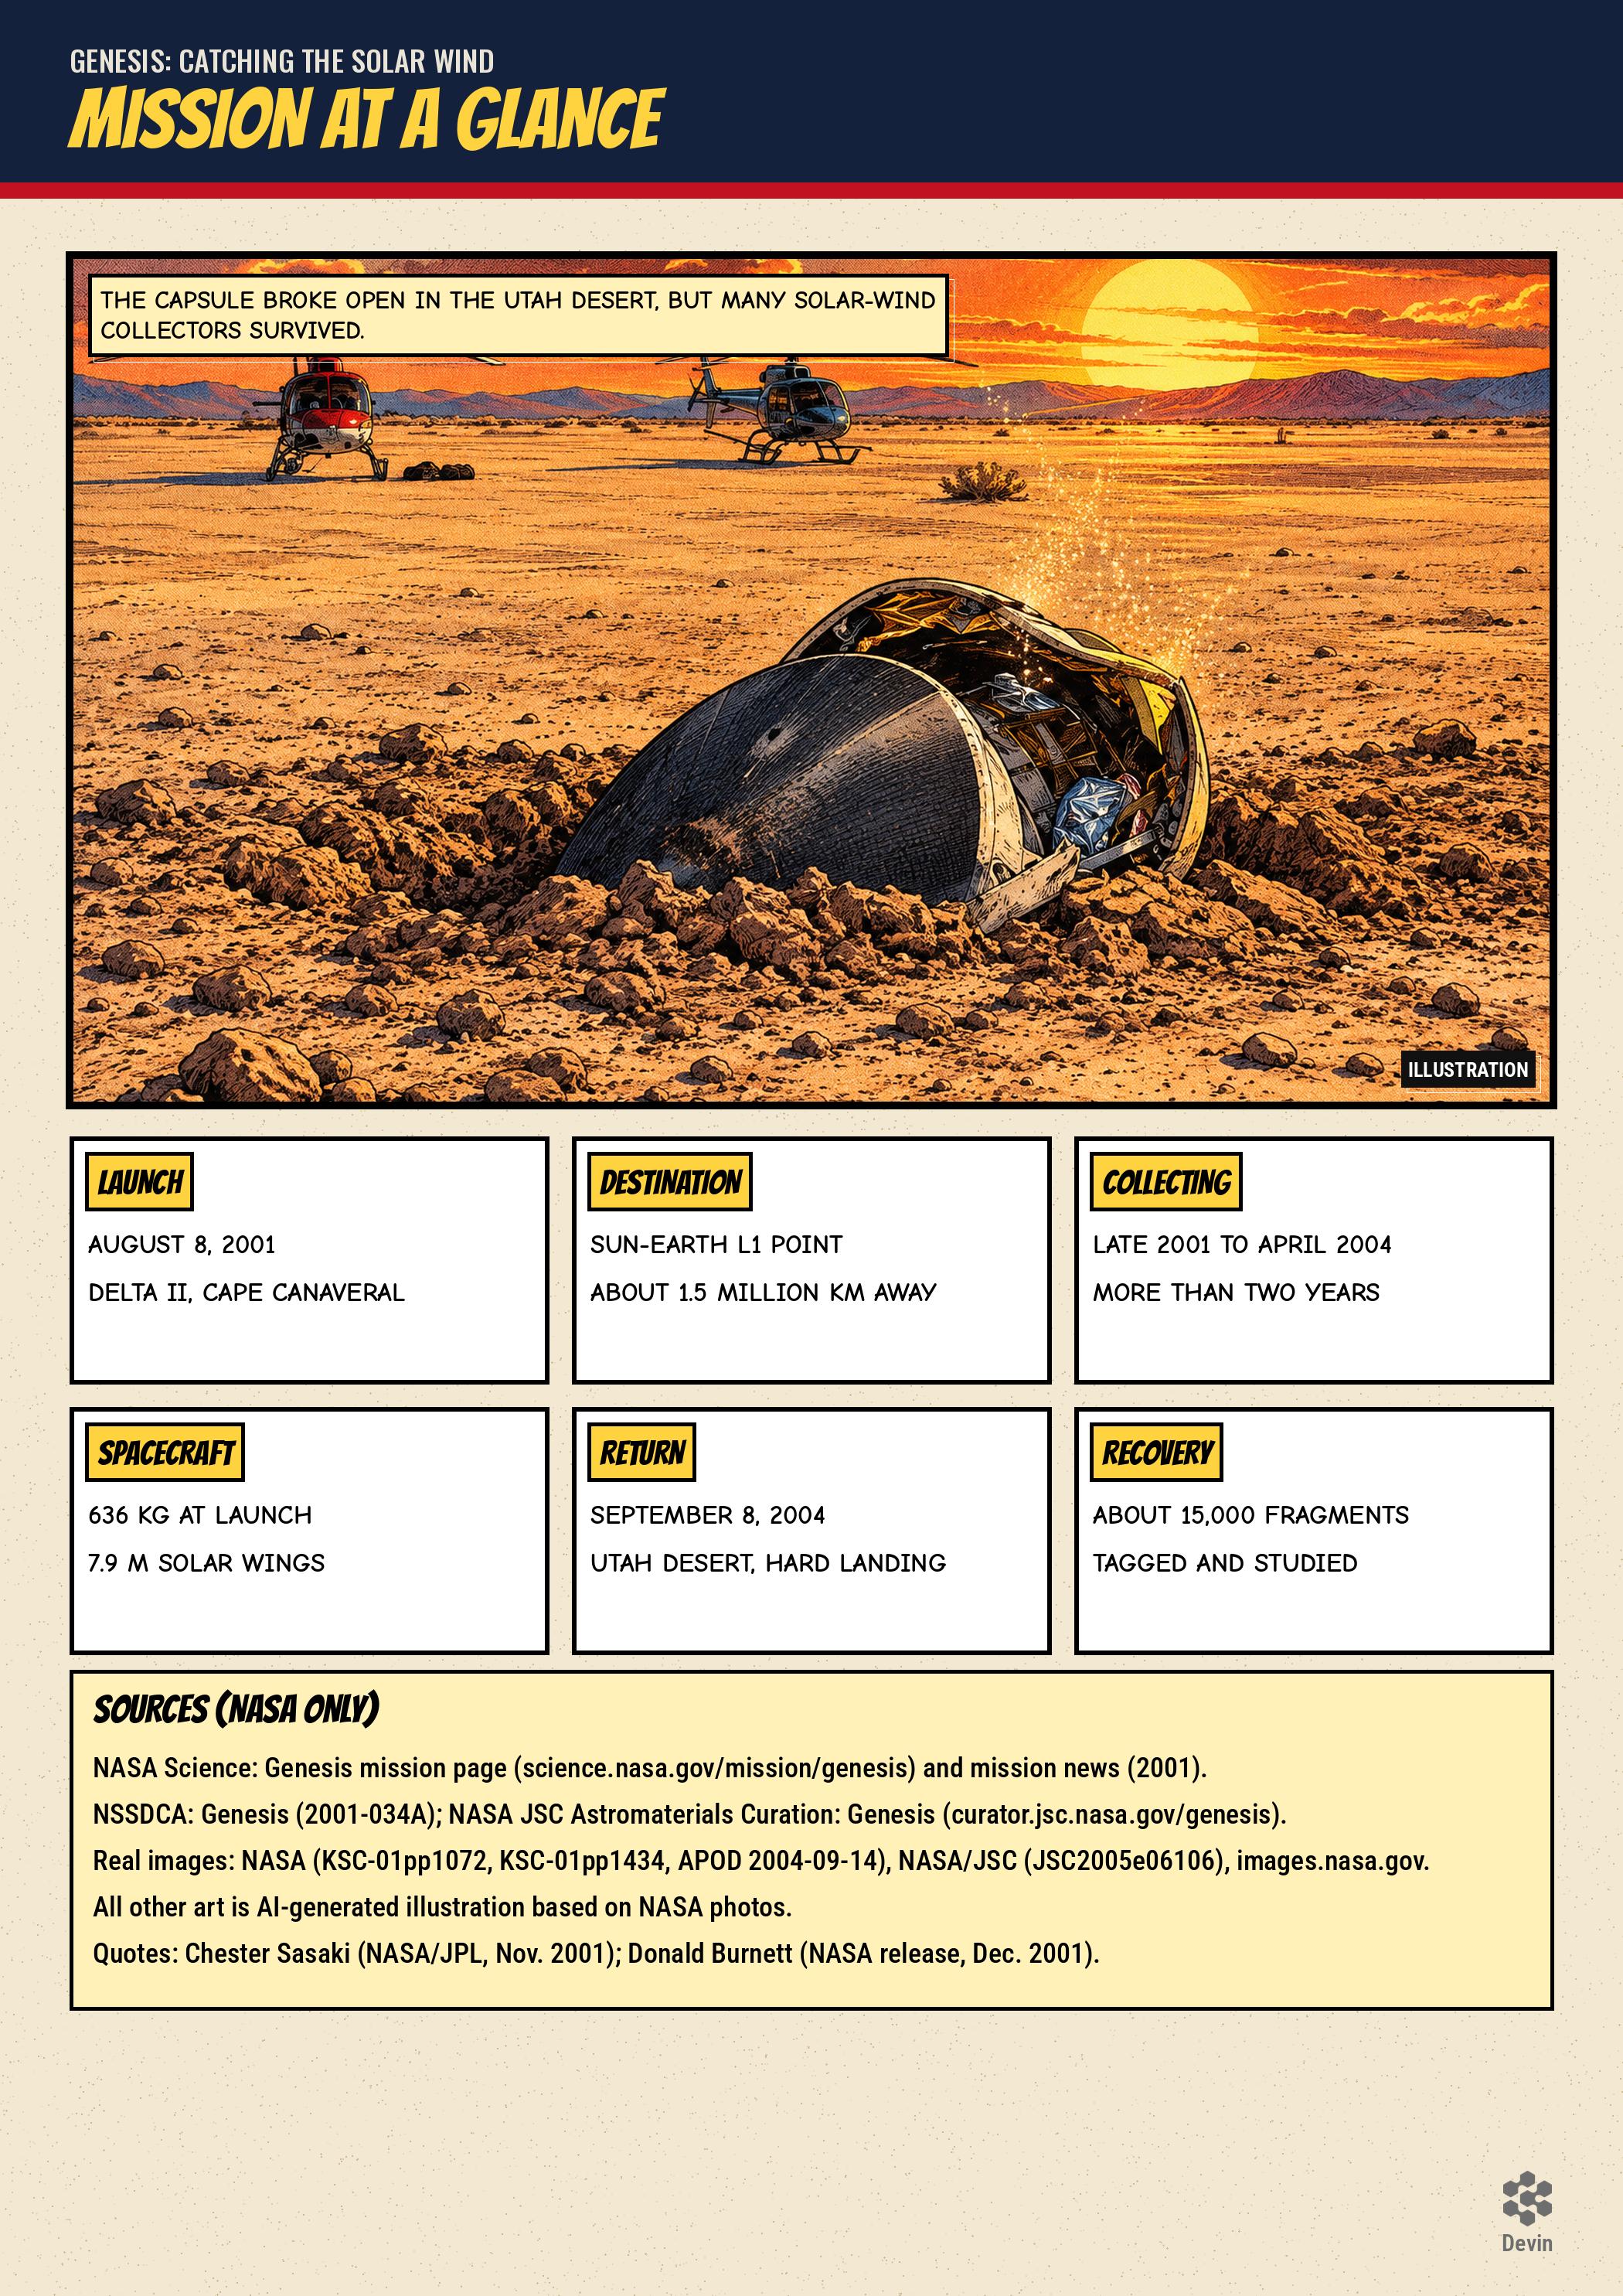 GENESIS: CATCHING THE SOLAR WIND
MISSION AT A GLANCE
THE CAPSULE BROKE OPEN IN THE UTAH DESERT, BUT MANY SOLAR-WIND
COLLECTORS SURVIVED.
ILLUSTRATION
LAUNCH
AUGUST 8, 2001
DELTA II, CAPE CANAVERAL
DESTINATION
SUN-EARTH L1 POINT
ABOUT 1.5 MILLION KM AWAY
COLLECTING
LATE 2001 TO APRIL 2004
MORE THAN TWO YEARS
SPACECRAFT
636 KG AT LAUNCH
7.9 M SOLAR WINGS
RETURN
SEPTEMBER 8, 2004
UTAH DESERT, HARD LANDING
RECOVERY
ABOUT 15,000 FRAGMENTS
TAGGED AND STUDIED
SOURCES (NASA ONLY)
NASA Science: Genesis mission page (science.nasa.gov/mission/genesis) and mission news (2001).
NSSDCA: Genesis (2001-034A); NASA JSC Astromaterials Curation: Genesis (curator.jsc.nasa.gov/genesis).
Real images: NASA (KSC-01pp1072, KSC-01pp1434, APOD 2004-09-14), NASA/JSC (JSC2005e06106), images.nasa.gov.
All other art is AI-generated illustration based on NASA photos.
Quotes: Chester Sasaki (NASA/JPL, Nov. 2001); Donald Burnett (NASA release, Dec. 2001).
Devin